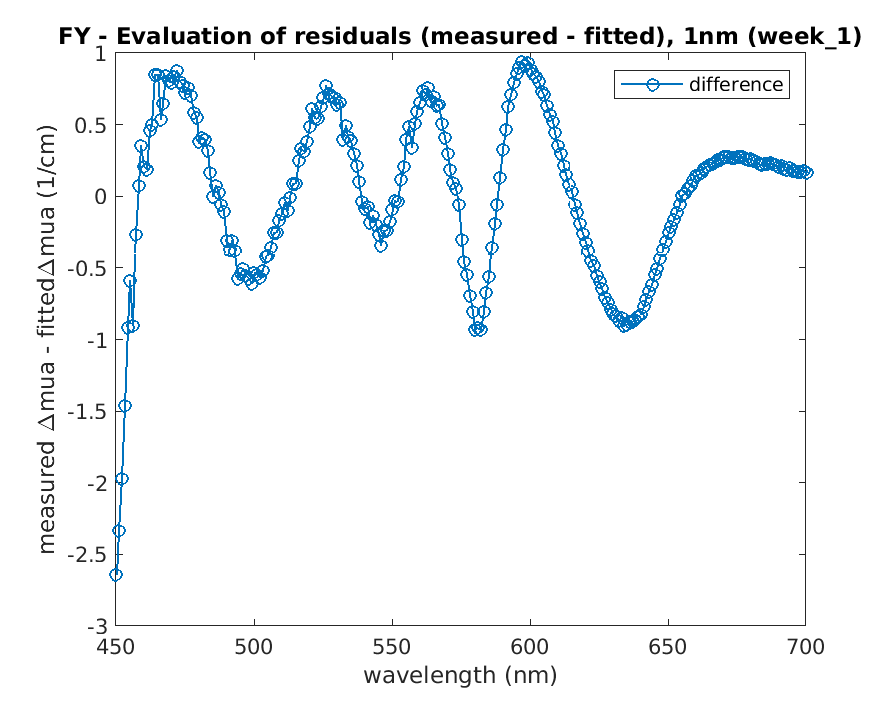 FY - Evaluation of residuals (measured - fitted), 1nm (week_1)
difference
measured Δmua - fittedΔmua (1/cm)
1
0.5
0
-0.5
-1
-1.5
-2
-2.5
-3
450 500 550 600 650 700
wavelength (nm)